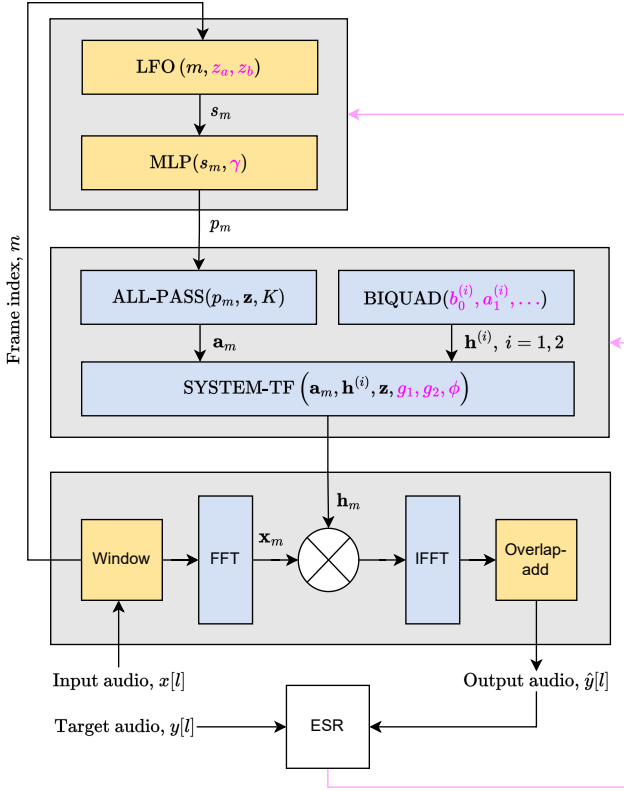 LFO (m, z_a, z_b)
s_m
MLP(s_m, γ)
p_m
Frame index, m
ALL-PASS(p_m, z, K)
BIQUAD(b_0^{(i)}, a_1^{(i)}, ...)
a_m
h^{(i)}, i = 1, 2
SYSTEM-TF (a_m, h^{(i)}, z, g_1, g_2, ϕ)
h_m
Window
FFT
x_m
IFFT
Overlap-
add
Input audio, x[l]
Output audio, ŷ[l]
Target audio, y[l]
ESR